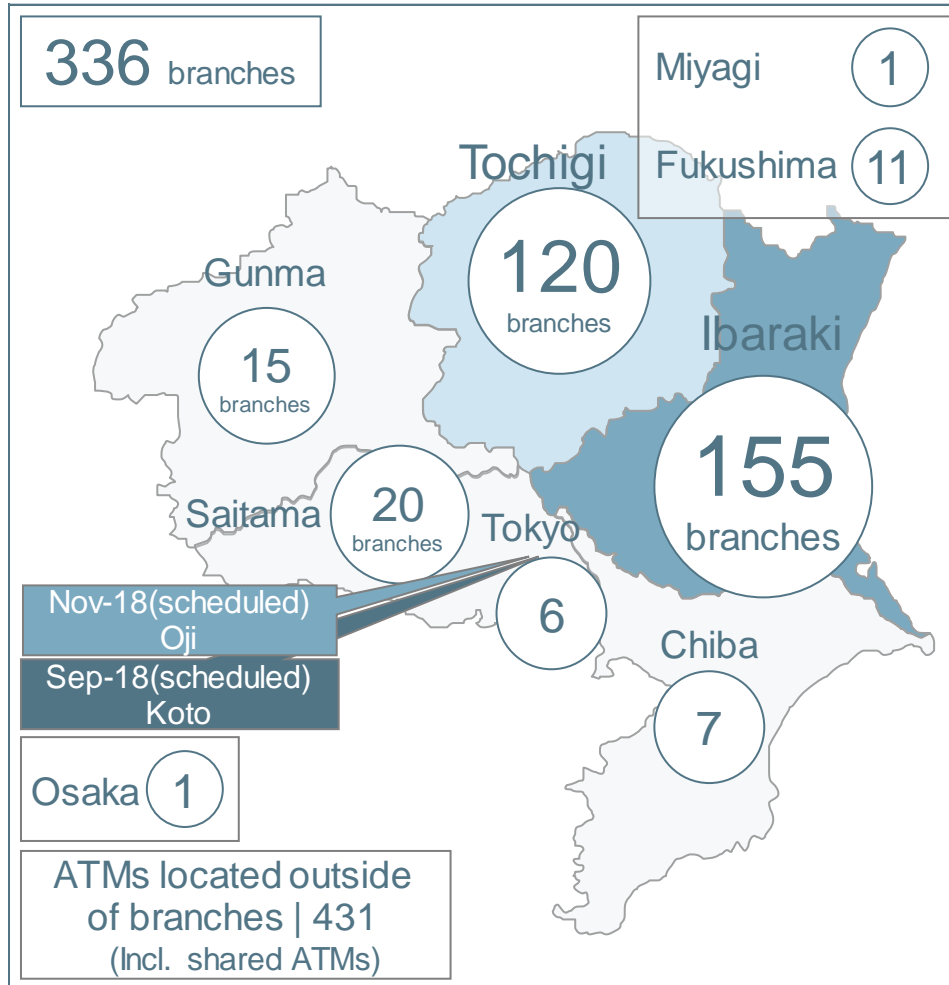 336 branches
Miyagi 1
Fukushima 11
Tochigi
120
branches
Gunma
15
branches
Ibaraki
155
branches
Saitama
20
branches
Tokyo
6
Nov-18(scheduled)
Oji
Sep-18(scheduled)
Koto
Chiba
7
Osaka 1
ATMs located outside
of branches | 431
(Incl. shared ATMs)